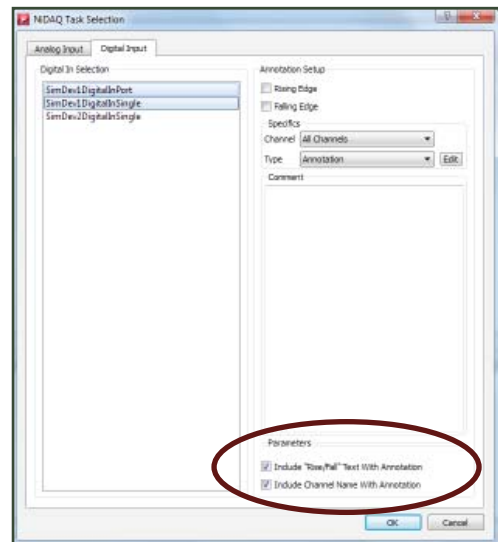 NIDAQ Task Selection
Analog Input
Digital Input
Digital In Selection
SimDev1DigitalInPort
SimDev1DigitalInSingle
SimDev2DigitalInSingle
Annotation Setup
Rising Edge
Falling Edge
Specifics
Channel All Channels
Type Annotation Edit
Comment
Parameters
Include "Rise/Fall" Text With Annotation
Include Channel Name With Annotation
OK Cancel